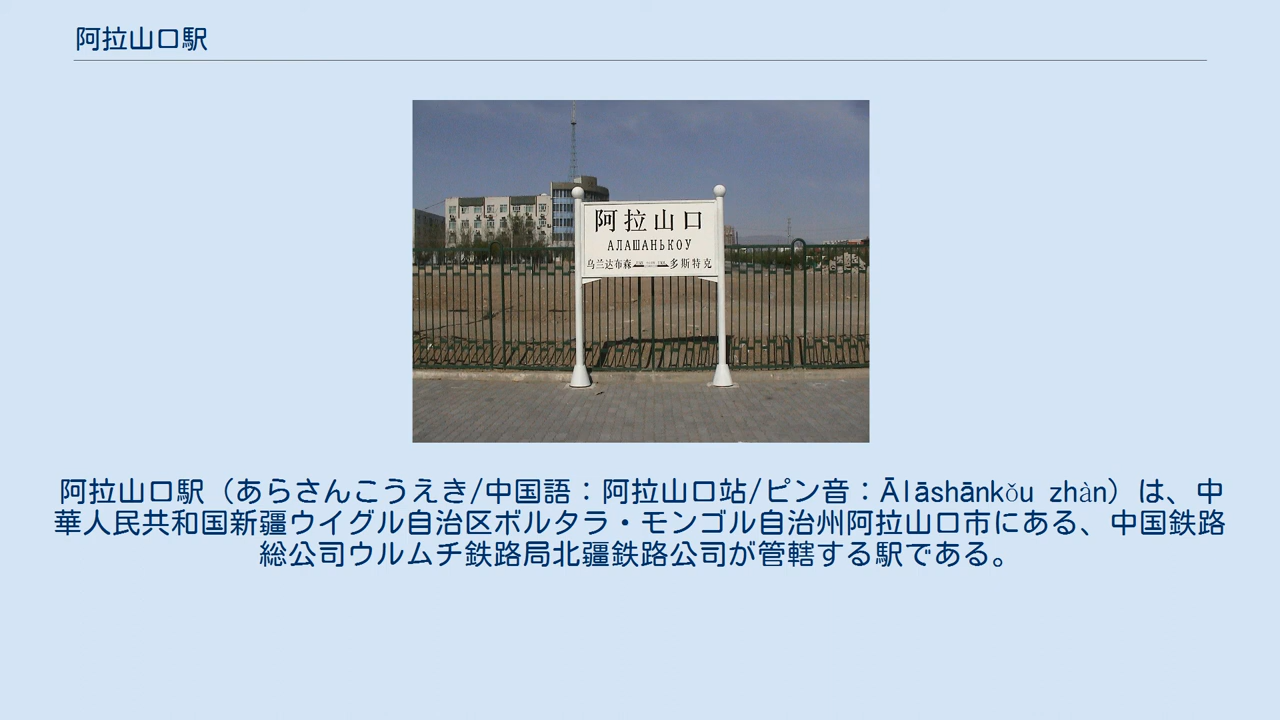 阿拉山口駅
阿拉山口
АЛАШАНЬКОУ
乌兰达布森 多斯特克
阿拉山口駅（あらさんこうえき/中国語：阿拉山口站/ピン音：Ālāshānkǒu zhàn）は、中
華人民共和国新疆ウイグル自治区ボルタラ・モンゴル自治州阿拉山口市にある、中国鉄路
総公司ウルムチ鉄路局北疆鉄路公司が管轄する駅である。